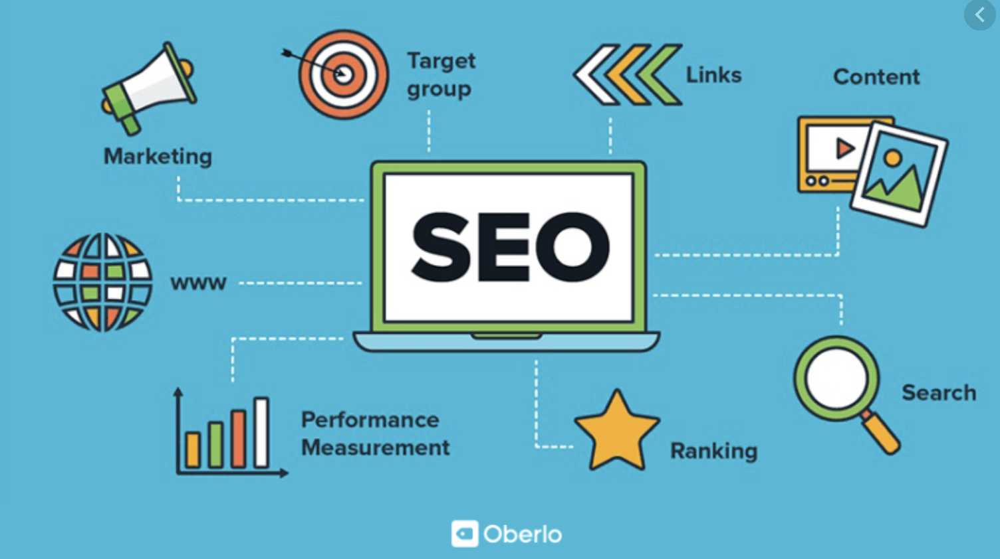 Target
group
Links
Content
Marketing
SEO
www
Search
Performance
Measurement
Ranking
Oberlo